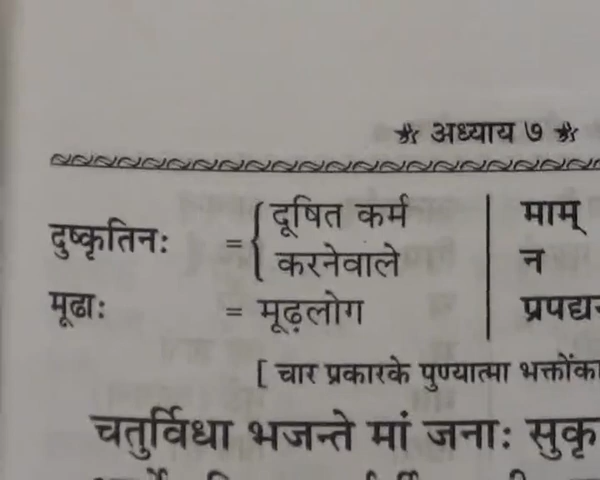 अध्याय ७
दुष्कृतिनः = { दूषित कर्म करनेवाले | माम्
न
मूढाः = मूढ़लोग | प्रपद्य
[ चार प्रकारके पुण्यात्मा भक्तोंका
चतुर्विधा भजन्ते मां जनाः सुकृ